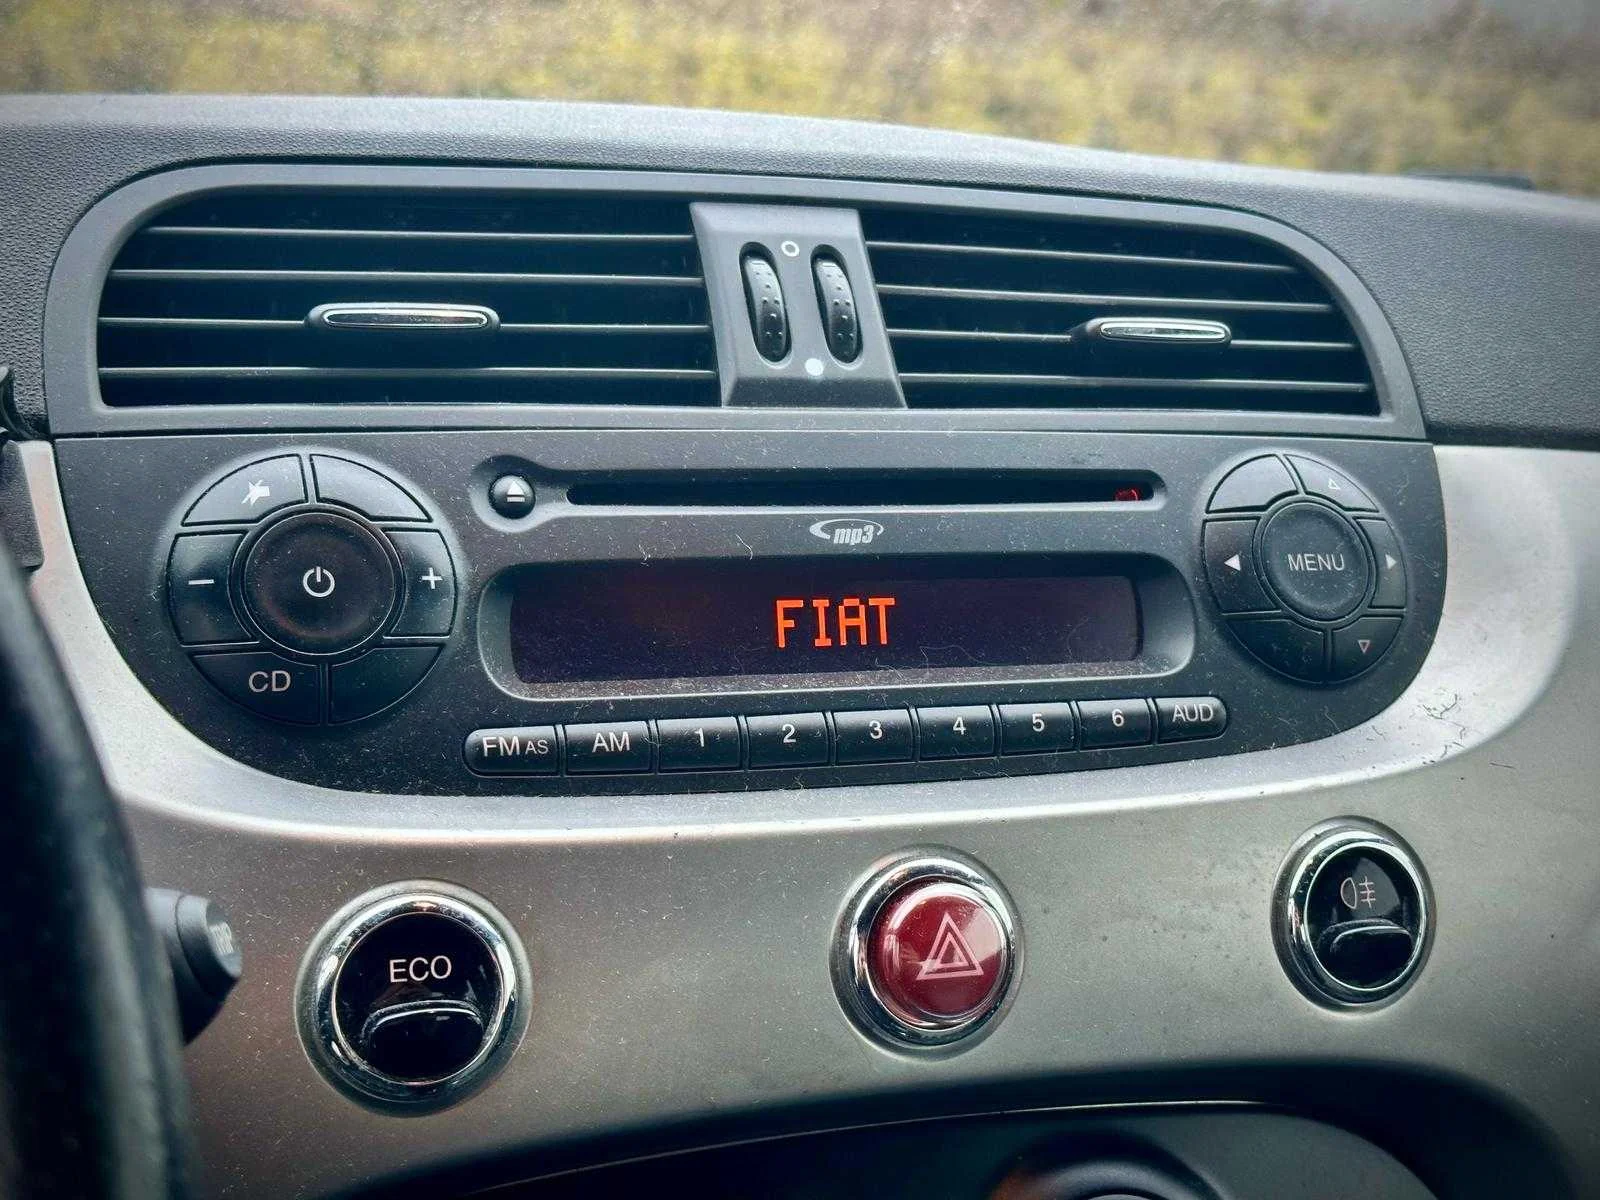 mp3
FIAT
MENU
CD
FM AS AM 1 2 3 4 5 6 AUD
ECO